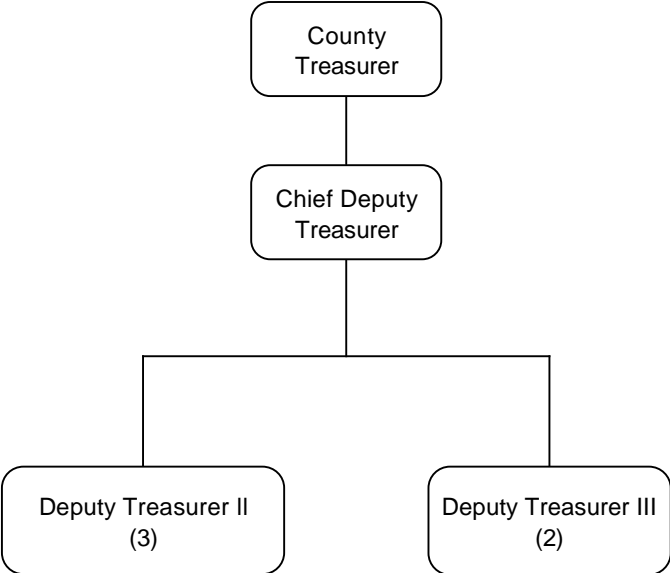 County
Treasurer
Chief Deputy
Treasurer
Deputy Treasurer II
(3)
Deputy Treasurer III
(2)